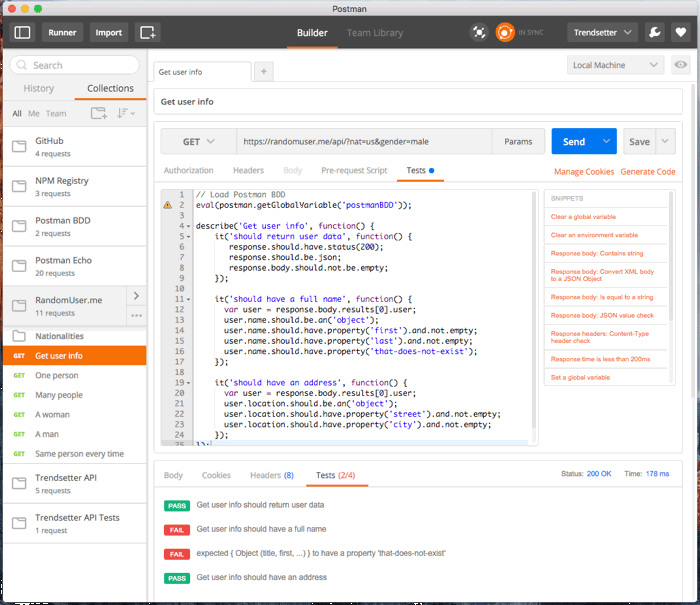 Postman
Runner
Import
Builder
Team Library
IN SYNC
Trendsetter
Search
History
Collections
All Me Team
GitHub
4 requests
NPM Registry
3 requests
Postman BDD
2 requests
Postman Echo
20 requests
RandomUser.me
11 requests
Nationalities
GET Get user info
GET One person
GET Many people
GET A woman
GET A man
GET Same person every time
Trendsetter API
5 requests
Trendsetter API Tests
1 request
Get user info
+
Local Machine
Get user info
GET
https://randomuser.me/api/?nat=us&gender=male
Params
Send
Save
Authorization
Headers
Body
Pre-request Script
Tests
Manage Cookies
Generate Code
1 // Load Postman BDD
2 eval(postman.getGlobalVariable('postmanBDD'));
3
4 describe('Get user info', function() {
5 it('should return user data', function() {
6 response.should.have.status(200);
7 response.should.be.json;
8 response.body.should.not.be.empty;
9 });
10
11 it('should have a full name', function() {
12 var user = response.body.results[0].user;
13 user.name.should.be.an('object');
14 user.name.should.have.property('first').and.not.empty;
15 user.name.should.have.property('last').and.not.empty;
16 user.name.should.have.property('that-does-not-exist');
17 });
18
19 it('should have an address', function() {
20 var user = response.body.results[0].user;
21 user.location.should.be.an('object');
22 user.location.should.have.property('street').and.not.empty;
23 user.location.should.have.property('city').and.not.empty;
24 });
25 });
SNIPPETS
Clear a global variable
Clear an environment variable
Response body: Contains string
Response body: Convert XML body
to a JSON Object
Response body: Is equal to a string
Response body: JSON value check
Response headers: Content-Type
header check
Response time is less than 200ms
Set a global variable
Body
Cookies
Headers (8)
Tests (2/4)
Status: 200 OK
Time: 178 ms
PASS Get user info should return user data
FAIL Get user info should have a full name
FAIL expected { Object (title, first, ...) } to have a property 'that-does-not-exist'
PASS Get user info should have an address